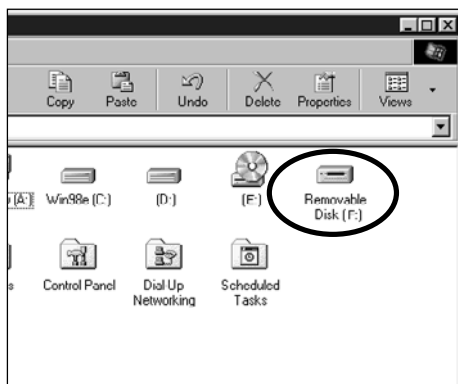 Copy Paste Undo Delete Properties Views
(A:) Win98e (C:) (D:) (E:) Removable
Disk (F:)
s Control Panel Dial-Up Scheduled
Networking Tasks